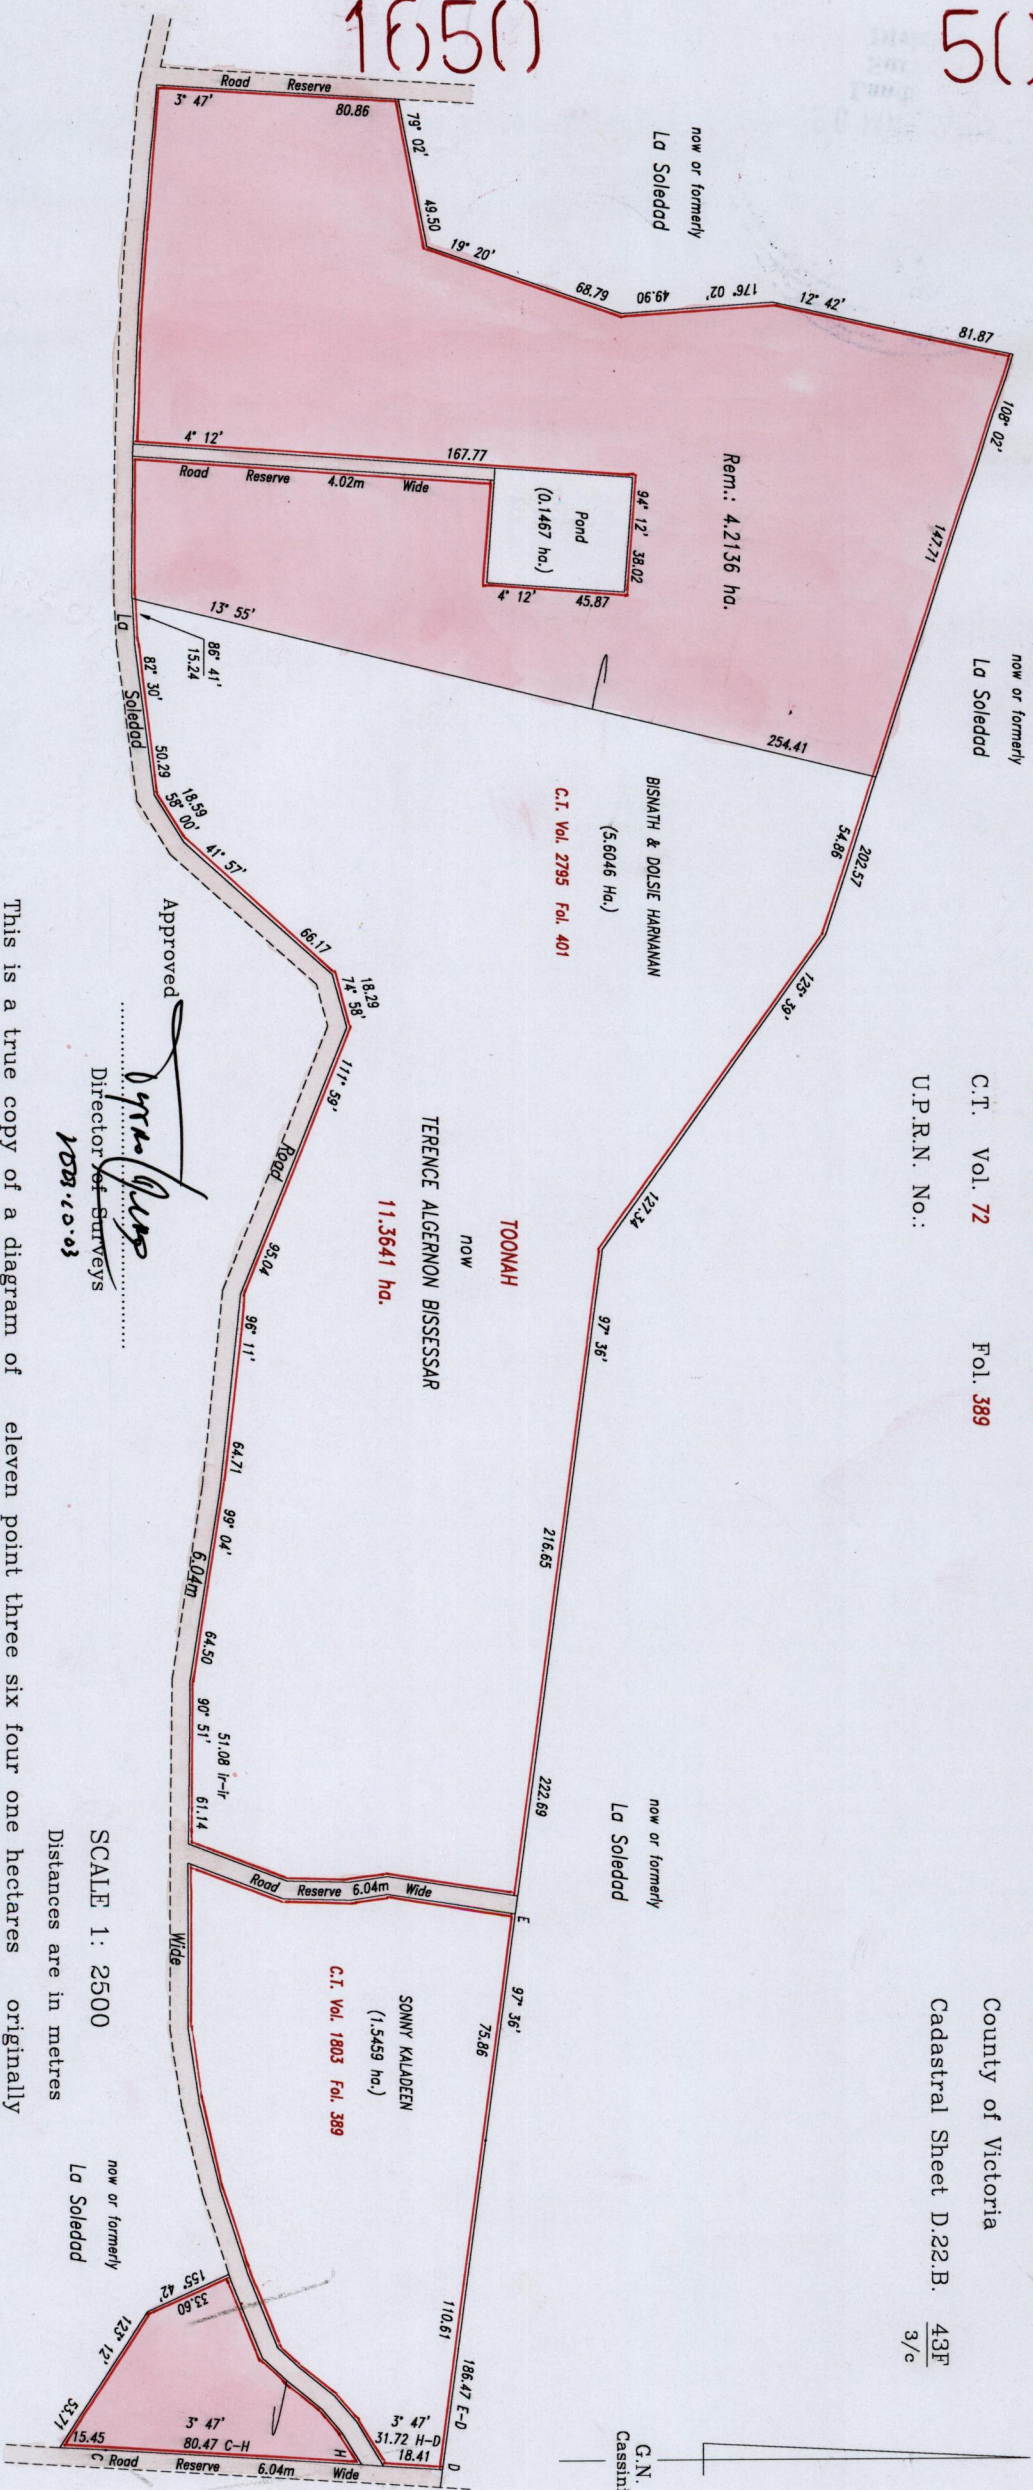 1650
50
County of Victoria
Cadastral Sheet D.22.B. 43F
3/c
C.T. Vol. 72 Fol. 389
U.P.R.N. No.:
G.N.
Cassini
now or formerly
La Soledad
now or formerly
La Soledad
now or formerly
La Soledad
now or formerly
La Soledad
Road Reserve
3° 47'
80.86
79° 02'
49.50
19° 20'
68.79
49.90
176° 02'
12° 42'
81.87
108° 02'
147.71
202.57
54.86
125° 39'
127.34
97° 36'
216.65
222.69
E
97° 36'
75.86
110.61
186.47 E-D
D
Rem.: 4.2136 ha.
4° 12'
167.77
Road Reserve 4.02m Wide
Pond
(0.1467 ha.)
94° 12' 38.02
4° 12' 45.87
13° 55'
254.41
BISNATH & DOLSIE HARNANAN
(5.6046 Ha.)
C.T. Vol. 2795 Fol. 401
TOONAH
now
TERENCE ALGERNON BISSESSAR
11.3641 ha.
SONNY KALADEEN
(1.5459 ha.)
C.T. Vol. 1803 Fol. 389
Road Reserve 6.04m Wide
86° 41'
15.24
82° 30'
50.29
18.59
58° 00'
41° 57'
66.17
18.29
74° 58'
111° 59'
95.04
96° 11'
64.71
99° 04'
64.50
90° 51'
51.08 ir-ir
61.14
La Soledad Road 6.04m Wide
155° 42'
33.60
123° 12'
53.71
15.45
3° 47'
80.47 C-H
3° 47'
31.72 H-D
18.41
H
C
Road Reserve 6.04m Wide
Approved
Director of Surveys
2003.10.03
SCALE 1: 2500
Distances are in metres
This is a true copy of a diagram of eleven point three six four one hectares originally